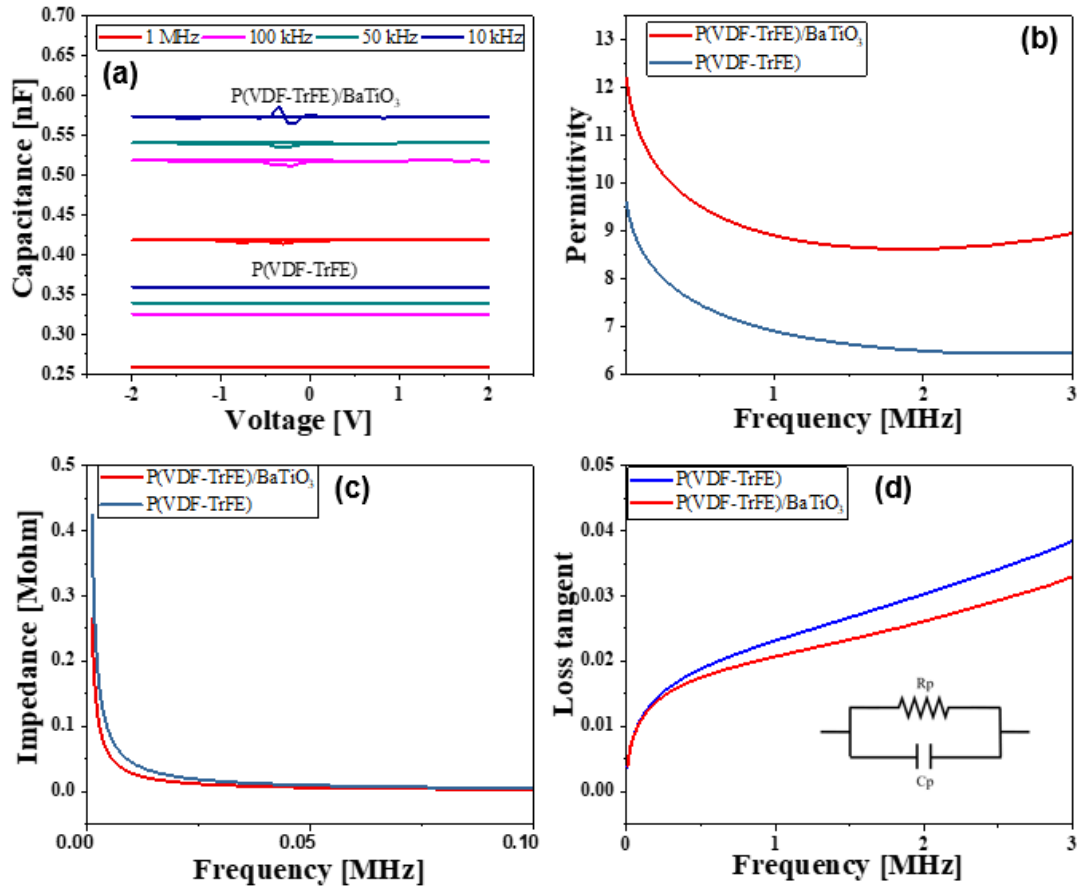 (a)
1 MHz 100 kHz 50 kHz 10 kHz
P(VDF-TrFE)/BaTiO₃
P(VDF-TrFE)
Capacitance [nF]
0.70
0.65
0.60
0.55
0.50
0.45
0.40
0.35
0.30
0.25
-2 -1 0 1 2
Voltage [V]
(b)
P(VDF-TrFE)/BaTiO₃
P(VDF-TrFE)
Permittivity
13
12
11
10
9
8
7
6
0 1 2 3
Frequency [MHz]
(c)
P(VDF-TrFE)/BaTiO₃
P(VDF-TrFE)
Impedance [Mohm]
0.5
0.4
0.3
0.2
0.1
0.0
0.00 0.05 0.10
Frequency [MHz]
(d)
P(VDF-TrFE)
P(VDF-TrFE)/BaTiO₃
Loss tangent
0.05
0.04
0.03
0.02
0.01
0.00
Rp
Cp
0 1 2 3
Frequency [MHz]